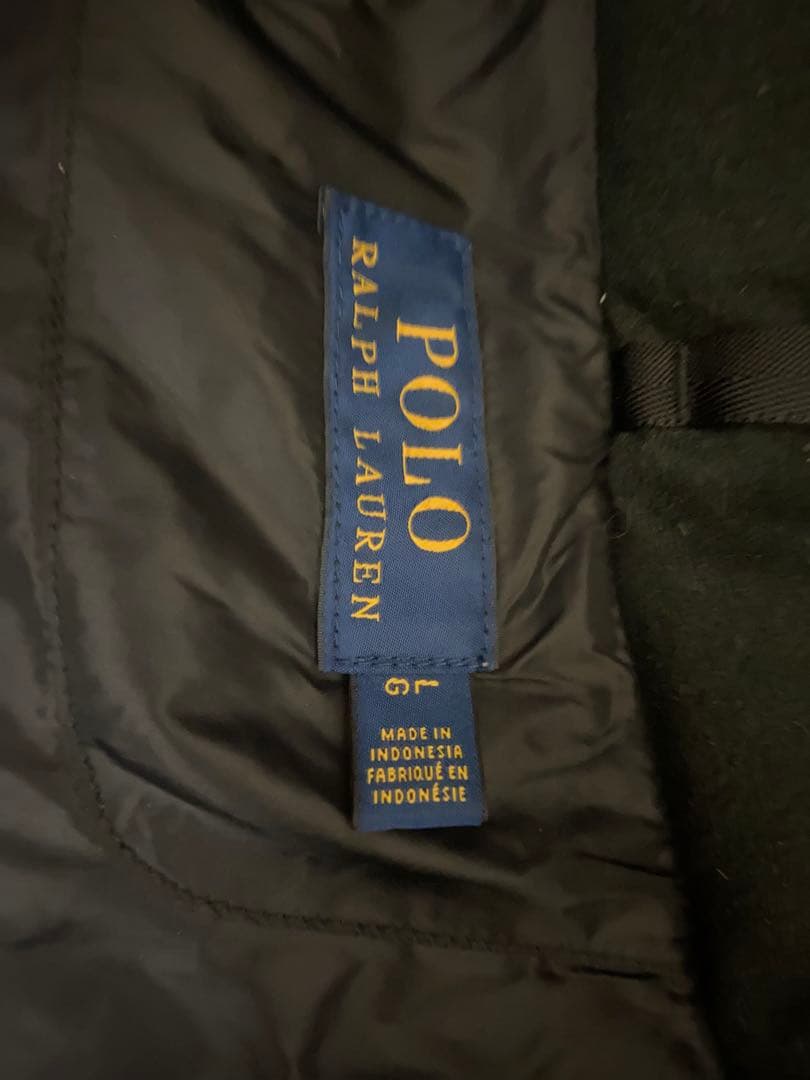 POLO
RALPH LAUREN
L
G
MADE IN
INDONESIA
FABRIQUÉ EN
INDONÉSIE